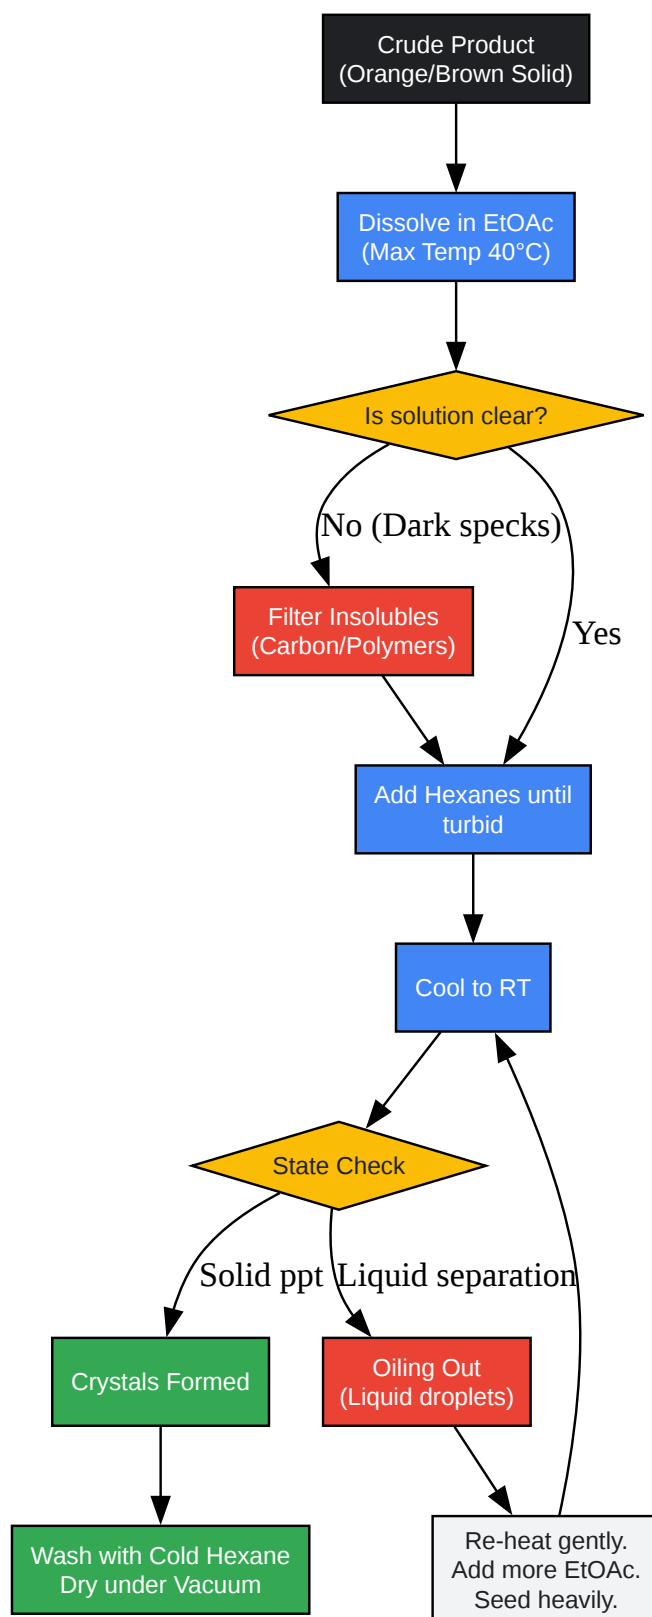 Crude Product
(Orange/Brown Solid)
Dissolve in EtOAc
(Max Temp 40°C)
Is solution clear?
No (Dark specks)
Filter Insolubles
(Carbon/Polymers)
Yes
Add Hexanes until
turbid
Cool to RT
State Check
Solid ppt
Liquid separation
Crystals Formed
Oiling Out
(Liquid droplets)
Wash with Cold Hexane
Dry under Vacuum
Re-heat gently.
Add more EtOAc.
Seed heavily.